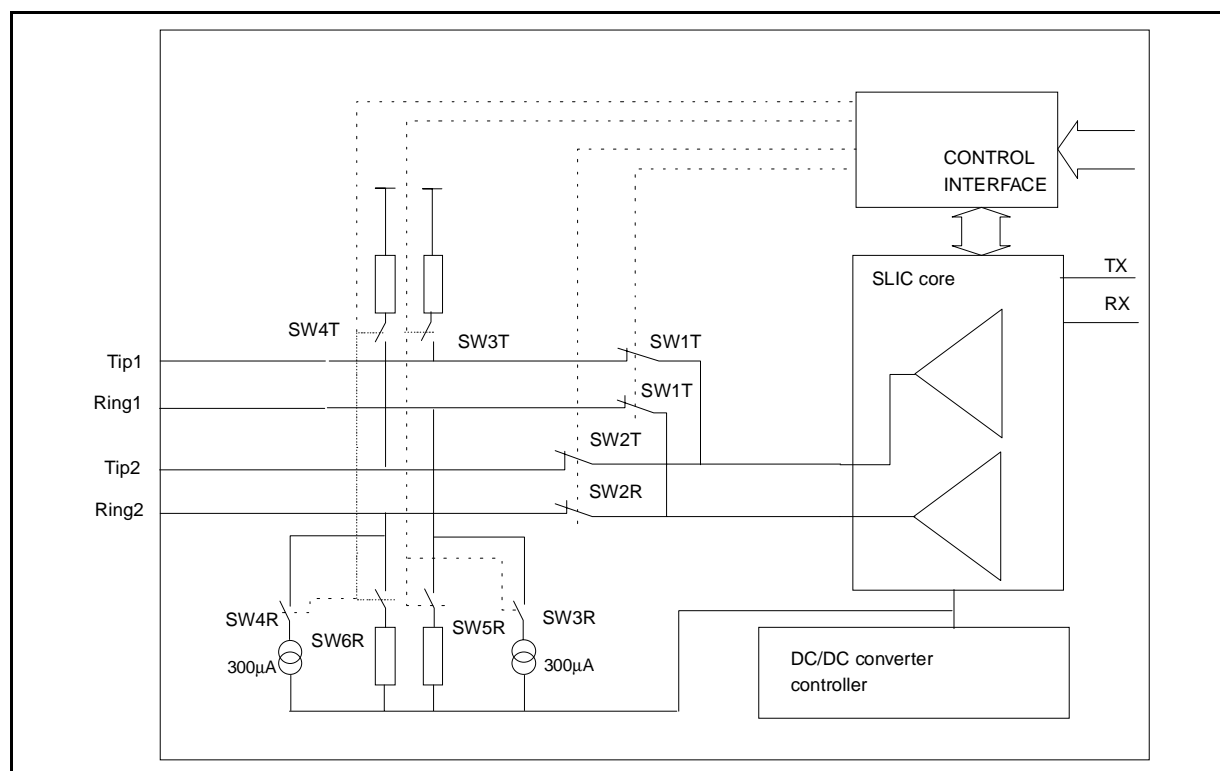 CONTROL
INTERFACE
SLIC core
TX
RX
SW4T
SW3T
SW1T
Tip1
Ring1
SW1T
SW2T
Tip2
SW2R
Ring2
SW4R
SW6R
SW5R
SW3R
300µA
300µA
DC/DC converter
controller